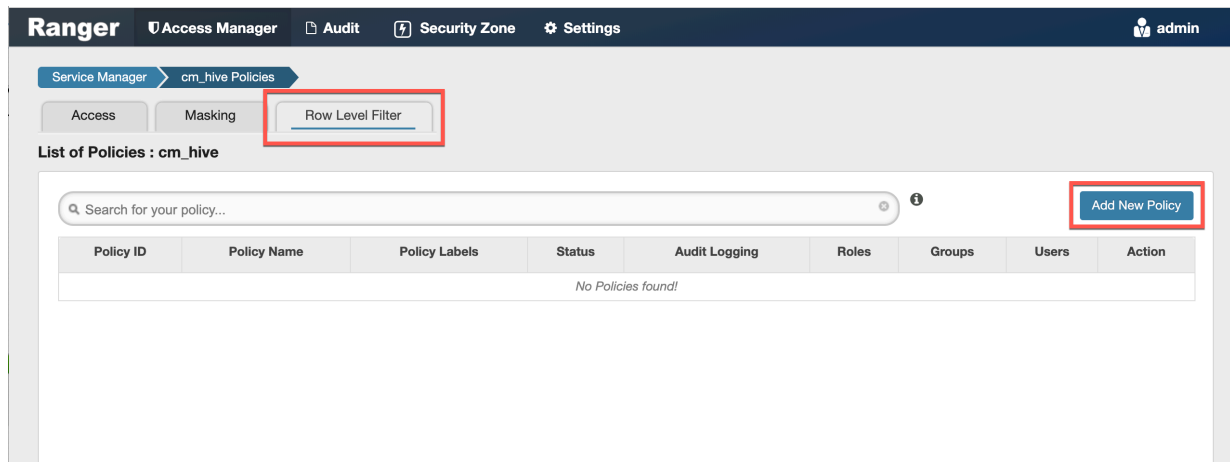 Ranger Access Manager Audit Security Zone Settings admin
Service Manager cm_hive Policies
Access Masking Row Level Filter
List of Policies : cm_hive
Search for your policy...
Add New Policy
Policy ID Policy Name Policy Labels Status Audit Logging Roles Groups Users Action
No Policies found!